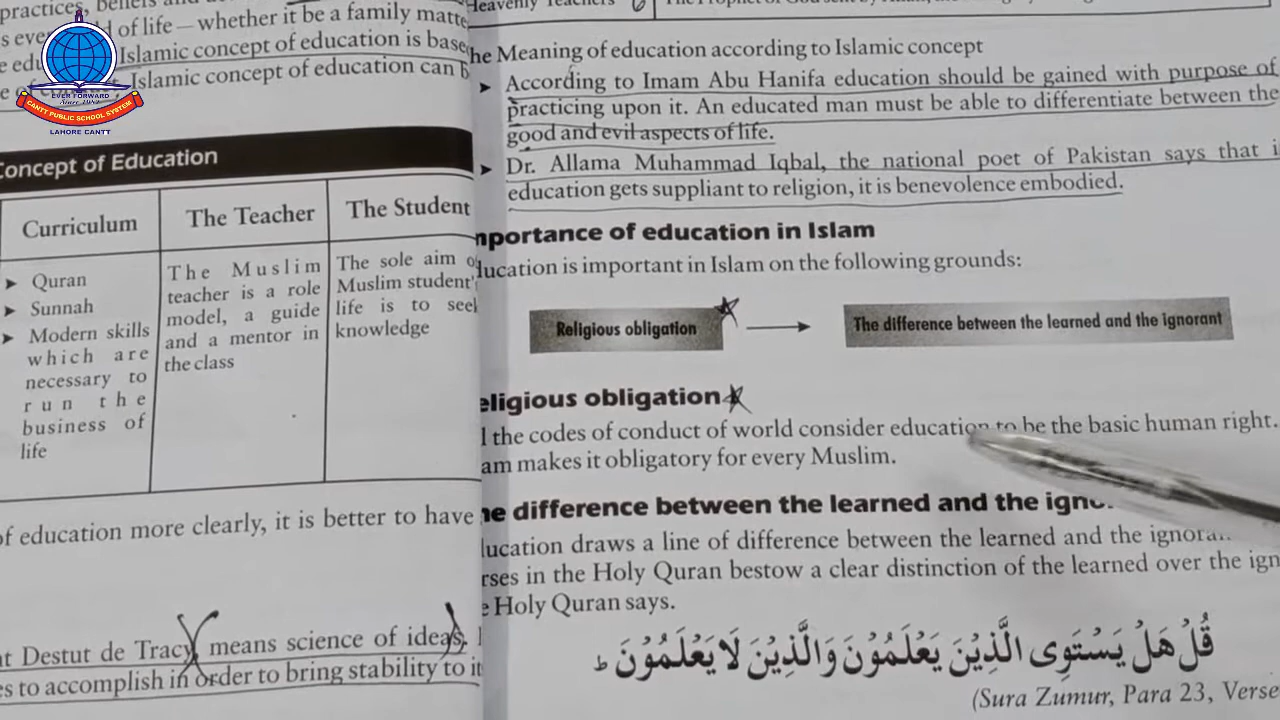 practices, beliefs and
of life — whether it be a family matte
Islamic concept of education is base
Islamic concept of education can b
EVER FORWARD
Since 1982
CANTT PUBLIC SCHOOL SYSTEM
LAHORE CANTT
Concept of Education
Curriculum
The Teacher
The Student
➤ Quran
➤ Sunnah
➤ Modern skills
which are
necessary to
run the
business of
life
The Muslim
teacher is a role
model, a guide
and a mentor in
the class
The sole aim o
Muslim student'
life is to see
knowledge
of education more clearly, it is better to have
at Destut de Tracy, means science of ideas.
es to accomplish in order to bring stability to it
Heavenly Teachers
he Meaning of education according to Islamic concept
➤ According to Imam Abu Hanifa education should be gained with purpose of
practicing upon it. An educated man must be able to differentiate between the
good and evil aspects of life.
➤ Dr. Allama Muhammad Iqbal, the national poet of Pakistan says that i
education gets suppliant to religion, it is benevolence embodied.
mportance of education in Islam
ducation is important in Islam on the following grounds:
Religious obligation
The difference between the learned and the ignorant
eligious obligation
l the codes of conduct of world consider education to be the basic human right.
am makes it obligatory for every Muslim.
he difference between the learned and the igno
ducation draws a line of difference between the learned and the ignora
rses in the Holy Quran bestow a clear distinction of the learned over the ign
e Holy Quran says.
قُلْ هَلْ يَسْتَوِى الَّذِيْنَ يَعْلَمُوْنَ وَالَّذِيْنَ لَا يَعْلَمُوْنَ ط
(Sura Zumur, Para 23, Verse